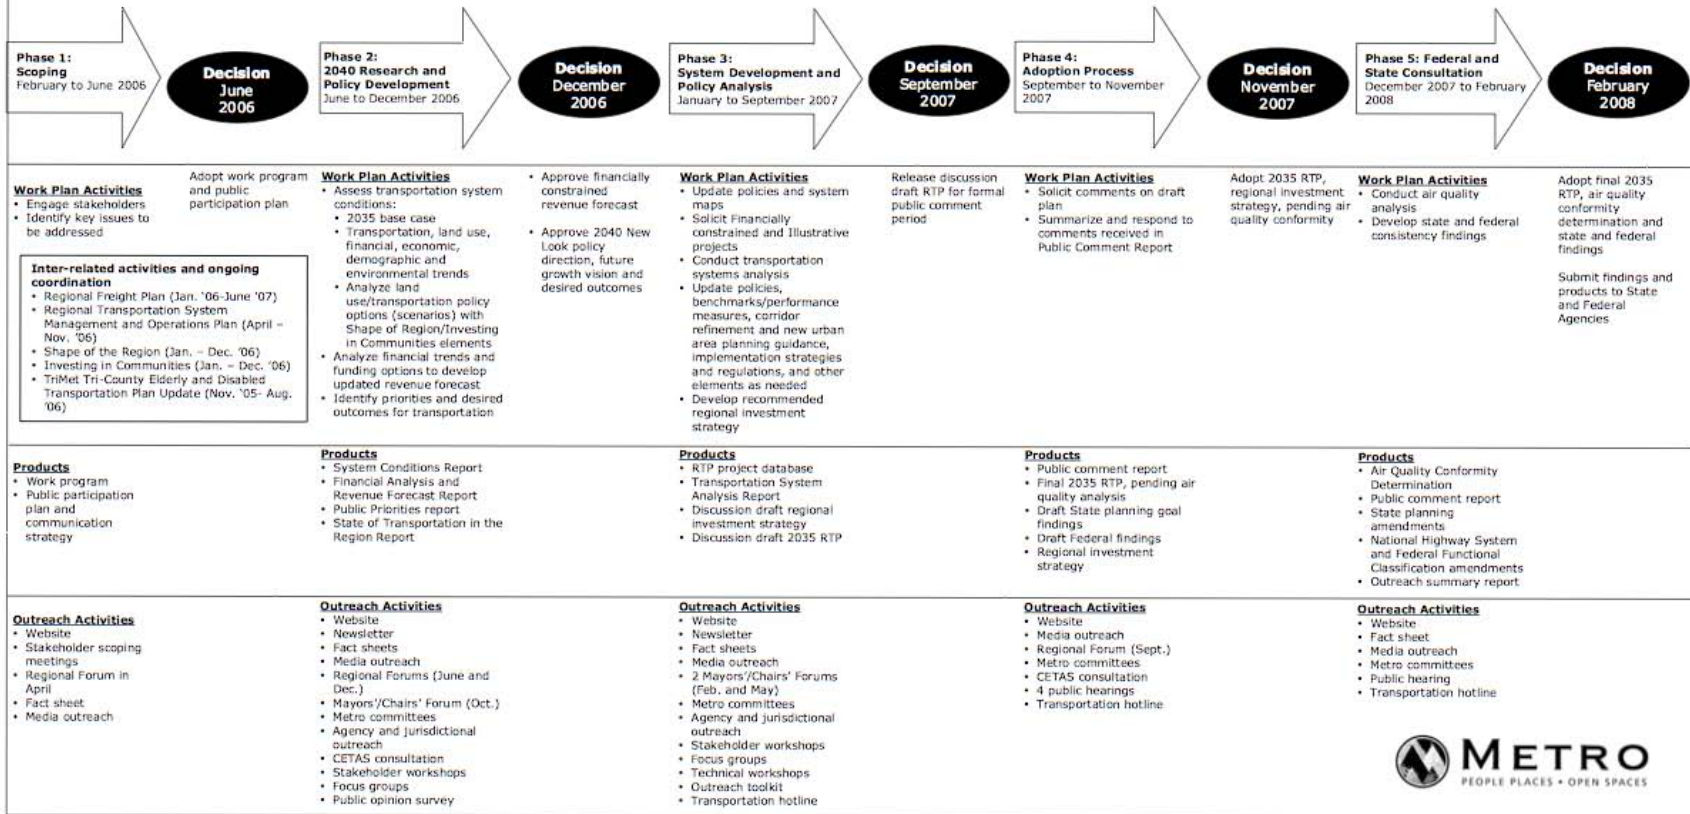 Phase 1:
Scoping
February to June 2006
Decision
June
2006
Phase 2:
2040 Research and
Policy Development
June to December 2006
Decision
December
2006
Phase 3:
System Development and
Policy Analysis
January to September 2007
Decision
September
2007
Phase 4:
Adoption Process
September to November
2007
Decision
November
2007
Phase 5: Federal and
State Consultation
December 2007 to February
2008
Decision
February
2008
Work Plan Activities
• Engage stakeholders
• Identify key issues to
be addressed
Inter-related activities and ongoing
coordination
• Regional Freight Plan (Jan. '06-June '07)
• Regional Transportation System
Management and Operations Plan (April –
Nov. '06)
• Shape of the Region (Jan. – Dec. '06)
• Investing in Communities (Jan. – Dec. '06)
• TriMet Tri-County Elderly and Disabled
Transportation Plan Update (Nov. '05- Aug.
'06)
Adopt work program
and public
participation plan
Work Plan Activities
• Assess transportation system
conditions:
• 2035 base case
• Transportation, land use,
financial, economic,
demographic and
environmental trends
• Analyze land
use/transportation policy
options (scenarios) with
Shape of Region/Investing
in Communities elements
• Analyze financial trends and
funding options to develop
updated revenue forecast
• Identify priorities and desired
outcomes for transportation
• Approve financially
constrained
revenue forecast
• Approve 2040 New
Look policy
direction, future
growth vision and
desired outcomes
Work Plan Activities
• Update policies and system
maps
• Solicit Financially
constrained and Illustrative
projects
• Conduct transportation
systems analysis
• Update policies,
benchmarks/performance
measures, corridor
refinement and new urban
area planning guidance,
implementation strategies
and regulations, and other
elements as needed
• Develop recommended
regional investment
strategy
Release discussion
draft RTP for formal
public comment
period
Work Plan Activities
• Solicit comments on draft
plan
• Summarize and respond to
comments received in
Public Comment Report
Adopt 2035 RTP,
regional investment
strategy, pending air
quality conformity
Work Plan Activities
• Conduct air quality
analysis
• Develop state and federal
consistency findings
Adopt final 2035
RTP, air quality
conformity
determination and
state and federal
findings
Submit findings and
products to State
and Federal
Agencies
Products
• Work program
• Public participation
plan and
communication
strategy
Products
• System Conditions Report
• Financial Analysis and
Revenue Forecast Report
• Public Priorities report
• State of Transportation in the
Region Report
Products
• RTP project database
• Transportation System
Analysis Report
• Discussion draft regional
investment strategy
• Discussion draft 2035 RTP
Products
• Public comment report
• Final 2035 RTP, pending air
quality analysis
• Draft State planning goal
findings
• Draft Federal findings
• Regional investment
strategy
Products
• Air Quality Conformity
Determination
• Public comment report
• State planning
amendments
• National Highway System
and Federal Functional
Classification amendments
• Outreach summary report
Outreach Activities
• Website
• Stakeholder scoping
meetings
• Regional Forum in
April
• Fact sheet
• Media outreach
Outreach Activities
• Website
• Newsletter
• Fact sheets
• Media outreach
• Regional Forums (June and
Dec.)
• Mayors'/Chairs' Forum (Oct.)
• Metro committees
• Agency and jurisdictional
outreach
• CETAS consultation
• Stakeholder workshops
• Focus groups
• Public opinion survey
Outreach Activities
• Website
• Newsletter
• Fact sheets
• Media outreach
• 2 Mayors'/Chairs' Forums
(Feb. and May)
• Metro committees
• Agency and jurisdictional
outreach
• Stakeholder workshops
• Focus groups
• Technical workshops
• Outreach toolkit
• Transportation hotline
Outreach Activities
• Website
• Media outreach
• Regional Forum (Sept.)
• Metro committees
• CETAS consultation
• 4 public hearings
• Transportation hotline
Outreach Activities
• Website
• Fact sheet
• Media outreach
• Metro committees
• Public hearing
• Transportation hotline
METRO
PEOPLE PLACES • OPEN SPACES